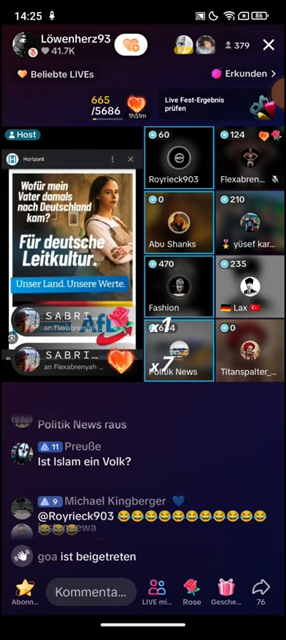 14:25
86
Löwenherz93
41.7K
379
Beliebte LIVEs
Erkunden
665
/5686
1h51m
Live Fest-Ergebnis
prüfen
Host
Horizont
Wofür mein
Vater damals
nach Deutschland
kam?
Für deutsche
Leitkultur.
Unser Land. Unsere Werte.
S A B R I ...
an Flexabrenyah ...
x1
S A B R I ...
an Flexabrenyah
x7
60
Royrieck903
124
Flexabren...
0
Abu Shanks
210
yüsef kar...
470
Fashion
235
Lax
Politik News
0
Titanspalter_...
Politik News raus
11 Preuße
Ist Islam ein Volk?
9 Michael Kingberger 💙
@Royrieck903 😂😂😂😂😂😂😂😂😂😂😂
goa ist beigetreten
Kommenta...
Abonn...
LIVE mi...
Rose
Gesche...
76